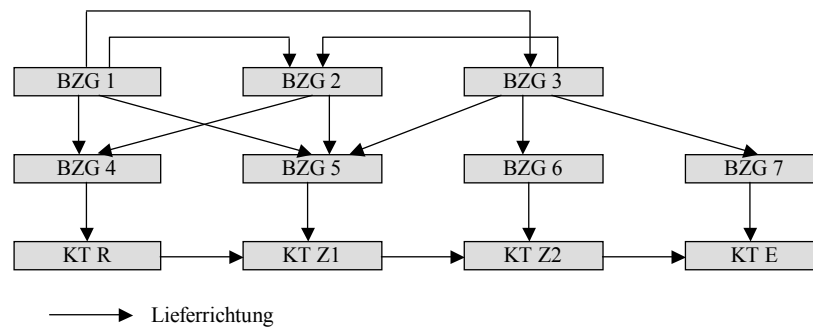 BZG 1
BZG 2
BZG 3
BZG 4
BZG 5
BZG 6
BZG 7
KT R
KT Z1
KT Z2
KT E
Lieferrichtung